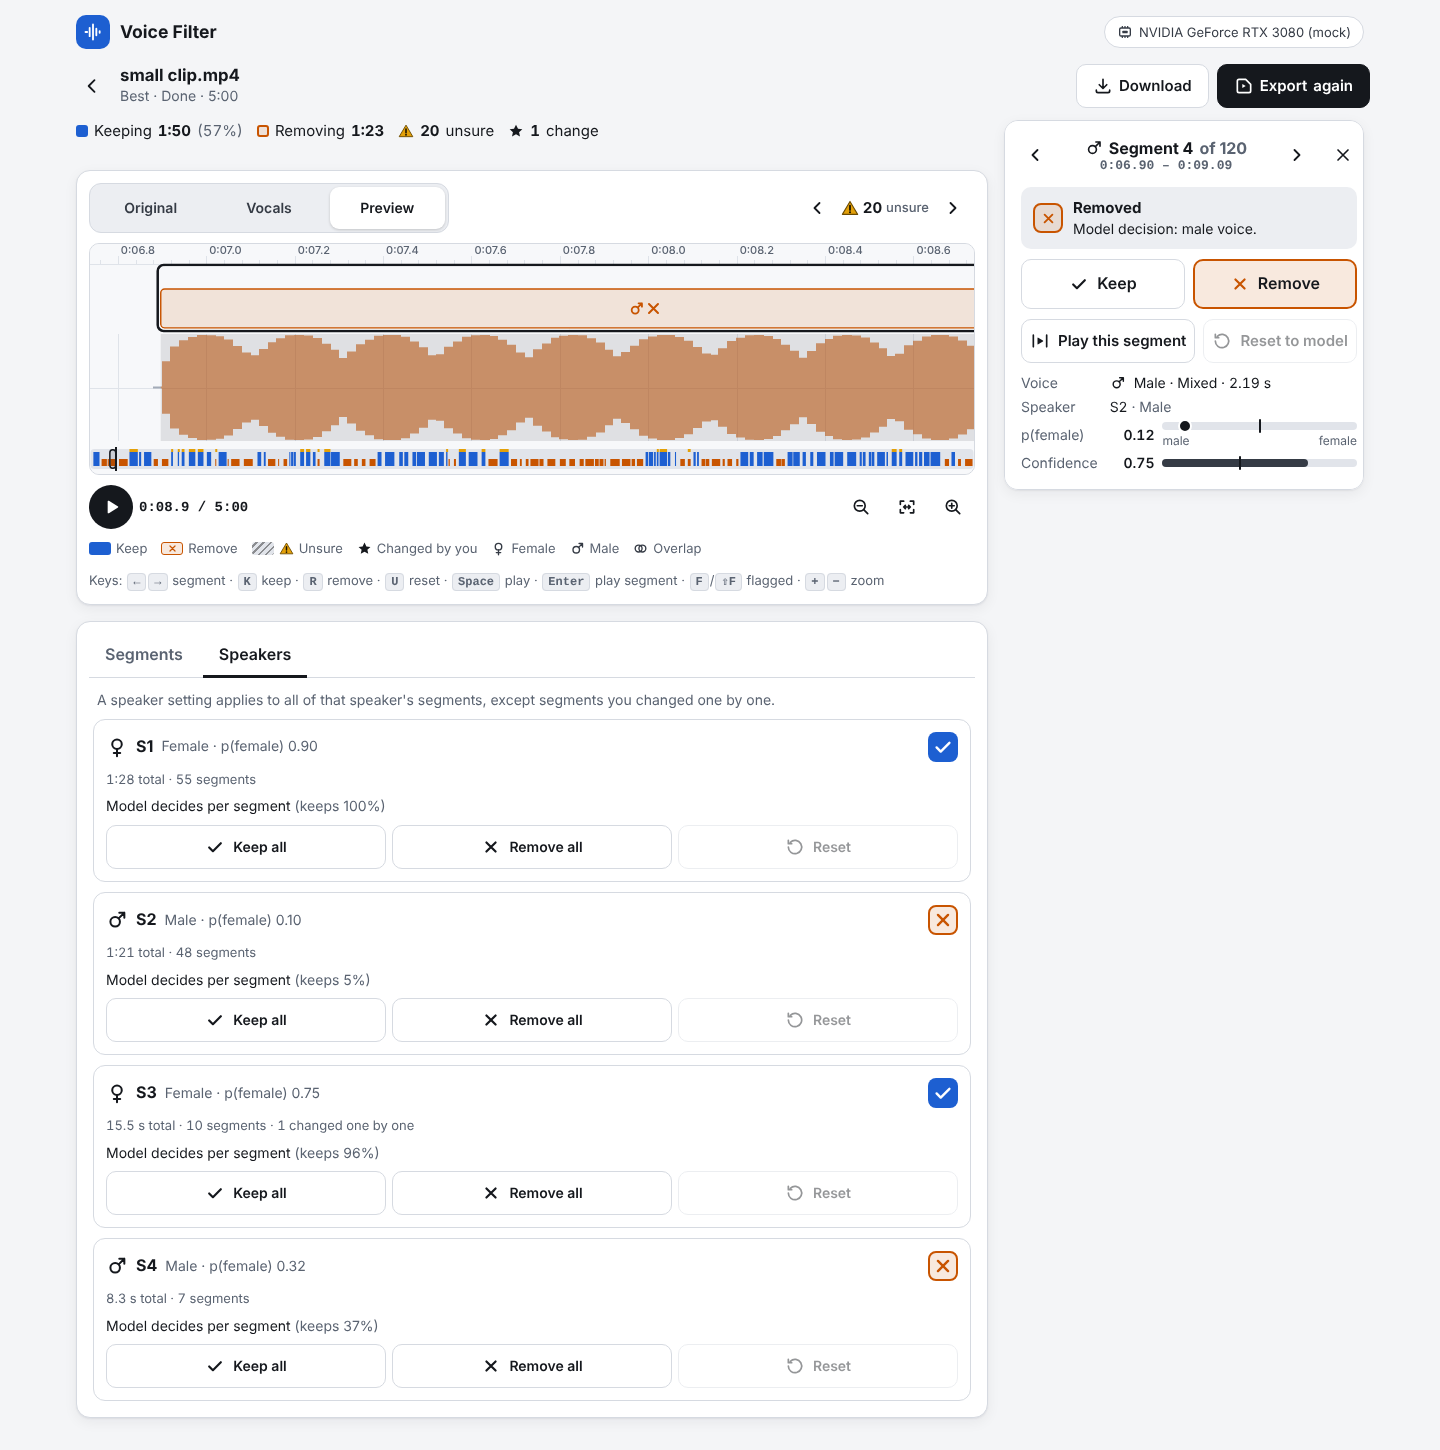 Voice Filter
NVIDIA GeForce RTX 3080 (mock)
small clip.mp4
Best · Done · 5:00
Download
Export again
Keeping 1:50 (57%) Removing 1:23 20 unsure 1 change
Original Vocals Preview
20 unsure
0:06.8 0:07.0 0:07.2 0:07.4 0:07.6 0:07.8 0:08.0 0:08.2 0:08.4 0:08.6
0:08.9 / 5:00
Keep Remove Unsure Changed by you Female Male Overlap
Keys: ← → segment · K keep · R remove · U reset · Space play · Enter play segment · F/⇧F flagged · + − zoom
Segment 4 of 120
0:06.90 – 0:09.09
Removed
Model decision: male voice.
Keep Remove
Play this segment Reset to model
Voice Male · Mixed · 2.19 s
Speaker S2 · Male
p(female) 0.12
male female
Confidence 0.75
Segments Speakers
A speaker setting applies to all of that speaker's segments, except segments you changed one by one.
S1 Female · p(female) 0.90
1:28 total · 55 segments
Model decides per segment (keeps 100%)
Keep all Remove all Reset
S2 Male · p(female) 0.10
1:21 total · 48 segments
Model decides per segment (keeps 5%)
Keep all Remove all Reset
S3 Female · p(female) 0.75
15.5 s total · 10 segments · 1 changed one by one
Model decides per segment (keeps 96%)
Keep all Remove all Reset
S4 Male · p(female) 0.32
8.3 s total · 7 segments
Model decides per segment (keeps 37%)
Keep all Remove all Reset